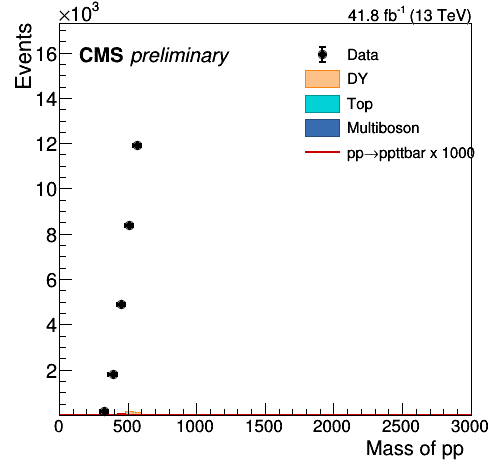 ×10³
41.8 fb⁻¹ (13 TeV)
Events
CMS preliminary
Data
DY
Top
Multiboson
pp→ppttbar x 1000
16
14
12
10
8
6
4
2
0 500 1000 1500 2000 2500 3000
Mass of pp